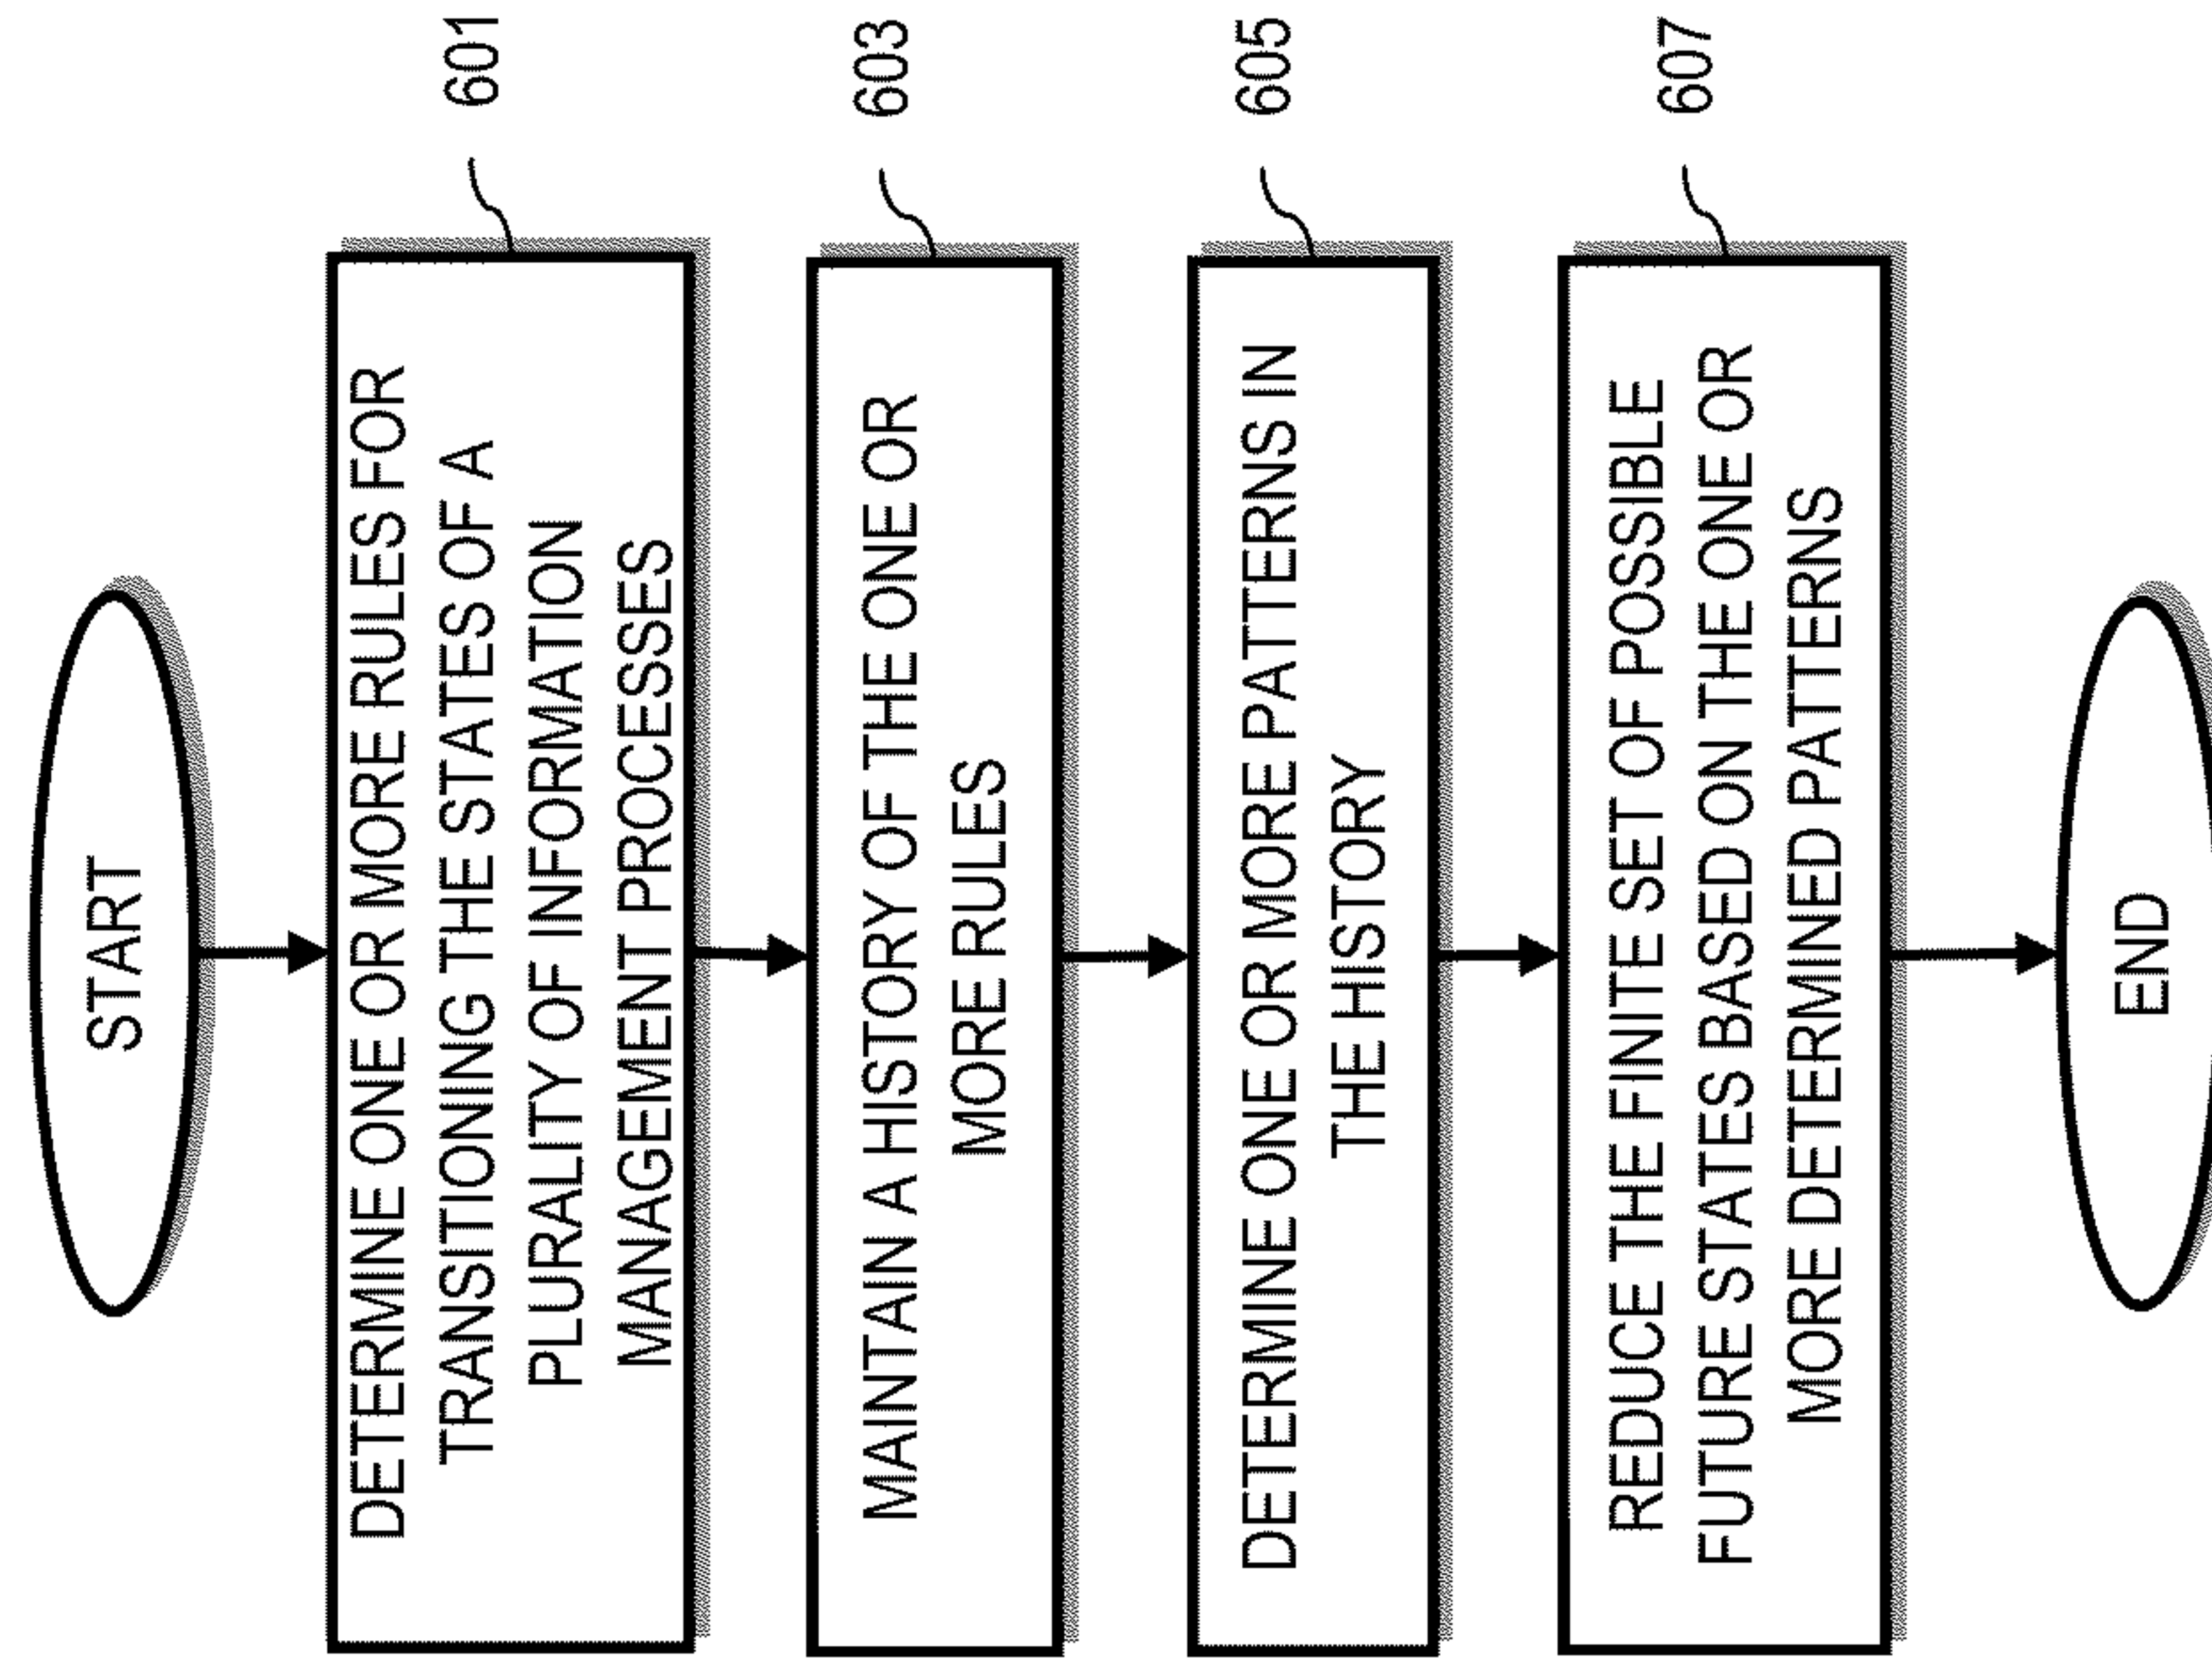 START
DETERMINE ONE OR MORE RULES FOR
TRANSITIONING THE STATES OF A
PLURALITY OF INFORMATION
MANAGEMENT PROCESSES
601
MAINTAIN A HISTORY OF THE ONE OR
MORE RULES
603
DETERMINE ONE OR MORE PATTERNS IN
THE HISTORY
605
REDUCE THE FINITE SET OF POSSIBLE
FUTURE STATES BASED ON THE ONE OR
MORE DETERMINED PATTERNS
607
END